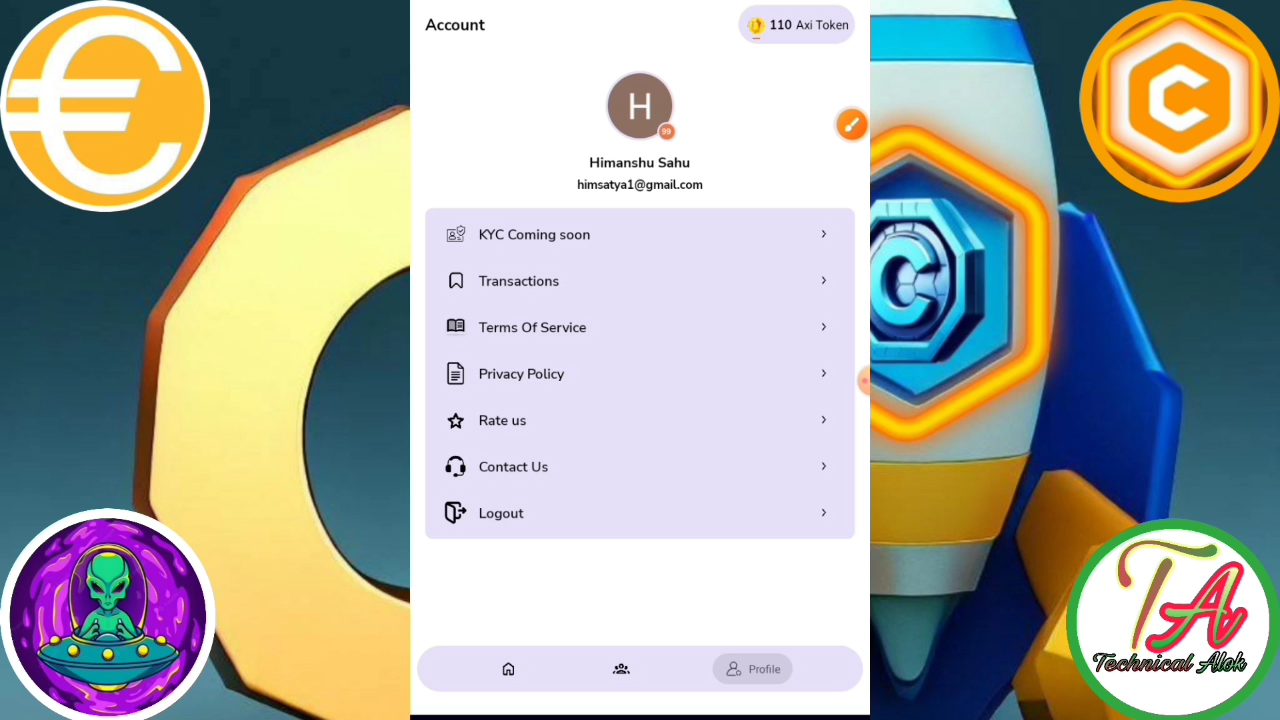 Account
110 Axi Token
H
99
Himanshu Sahu
himsatya1@gmail.com
KYC Coming soon
Transactions
Terms Of Service
Privacy Policy
Rate us
Contact Us
Logout
Profile
€
C
C
TA
Technical Alok